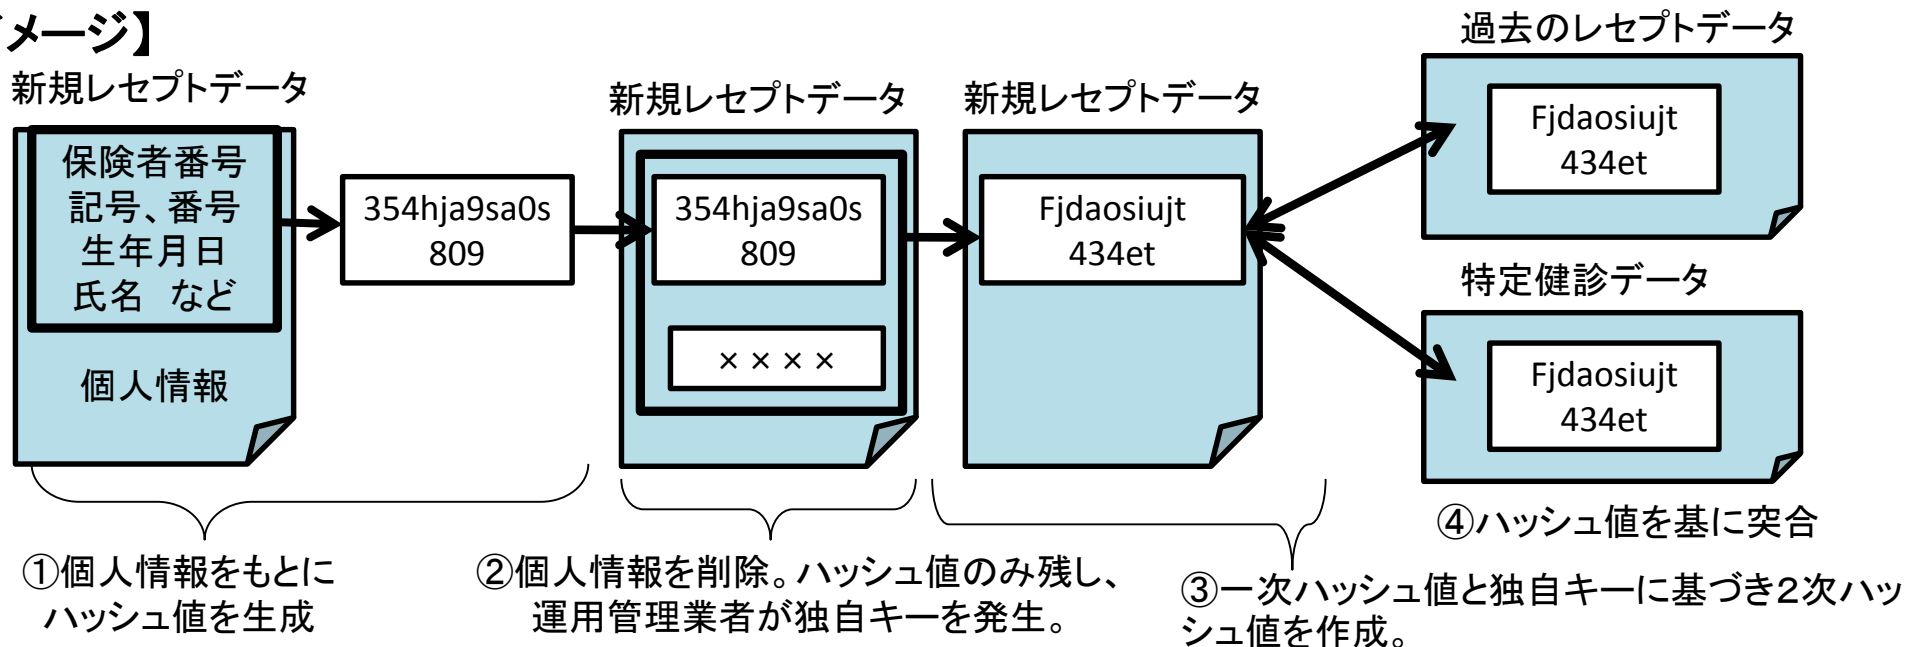 メージ】
新規レセプトデータ
保険者番号
記号、番号
生年月日
氏名 など
個人情報
354hja9sa0s
809
新規レセプトデータ
354hja9sa0s
809
××××
新規レセプトデータ
Fjdaosiujt
434et
過去のレセプトデータ
Fjdaosiujt
434et
特定健診データ
Fjdaosiujt
434et
①個人情報をもとに
ハッシュ値を生成
②個人情報を削除。ハッシュ値のみ残し、
運用管理業者が独自キーを発生。
③一次ハッシュ値と独自キーに基づき2次ハッ
シュ値を作成。
④ハッシュ値を基に突合